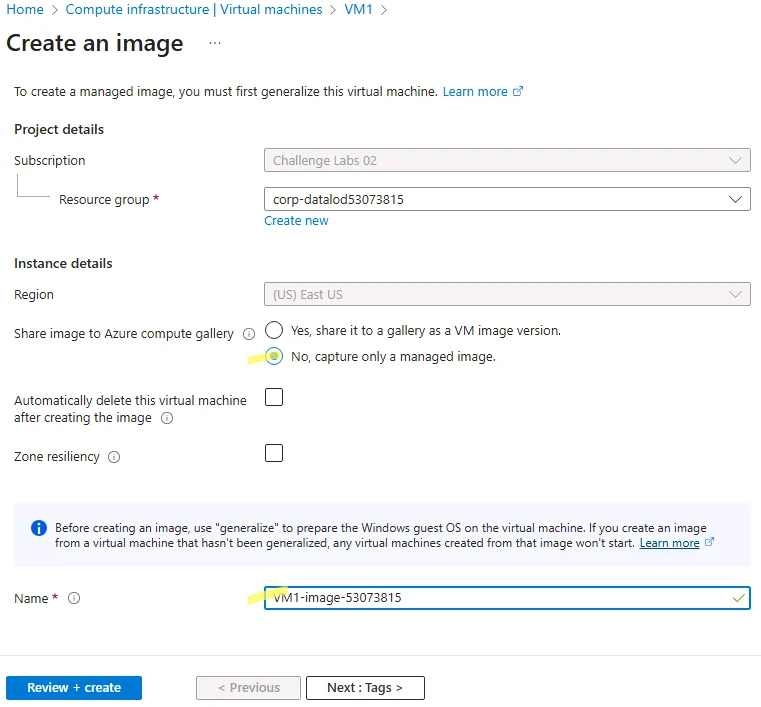 Home > Compute infrastructure | Virtual machines > VM1 >
Create an image ...
To create a managed image, you must first generalize this virtual machine. Learn more
Project details
Subscription
Challenge Labs 02
Resource group *
corp-datalod53073815
Create new
Instance details
Region
(US) East US
Share image to Azure compute gallery
Yes, share it to a gallery as a VM image version.
No, capture only a managed image.
Automatically delete this virtual machine
after creating the image
Zone resiliency
Before creating an image, use "generalize" to prepare the Windows guest OS on the virtual machine. If you create an image
from a virtual machine that hasn't been generalized, any virtual machines created from that image won't start. Learn more
Name *
VM1-image-53073815
Review + create
< Previous
Next : Tags >